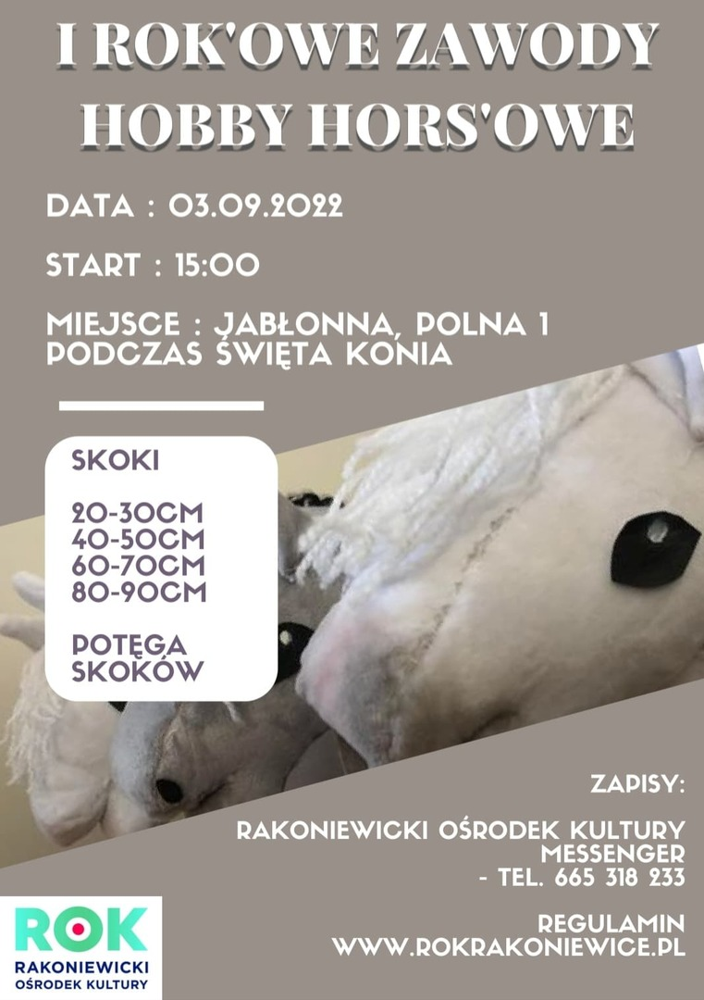 I ROK'OWE ZAWODY
HOBBY HORS'OWE
DATA : 03.09.2022
START : 15:00
MIEJSCE : JABŁONNA, POLNA 1
PODCZAS ŚWIĘTA KONIA
SKOKI
20-30CM
40-50CM
60-70CM
80-90CM
POTĘGA
SKOKÓW
ZAPISY:
RAKONIEWICKI OŚRODEK KULTURY
MESSENGER
- TEL. 665 318 233
REGULAMIN
WWW.ROKRAKONIEWICE.PL
ROK
RAKONIEWICKI
OŚRODEK KULTURY